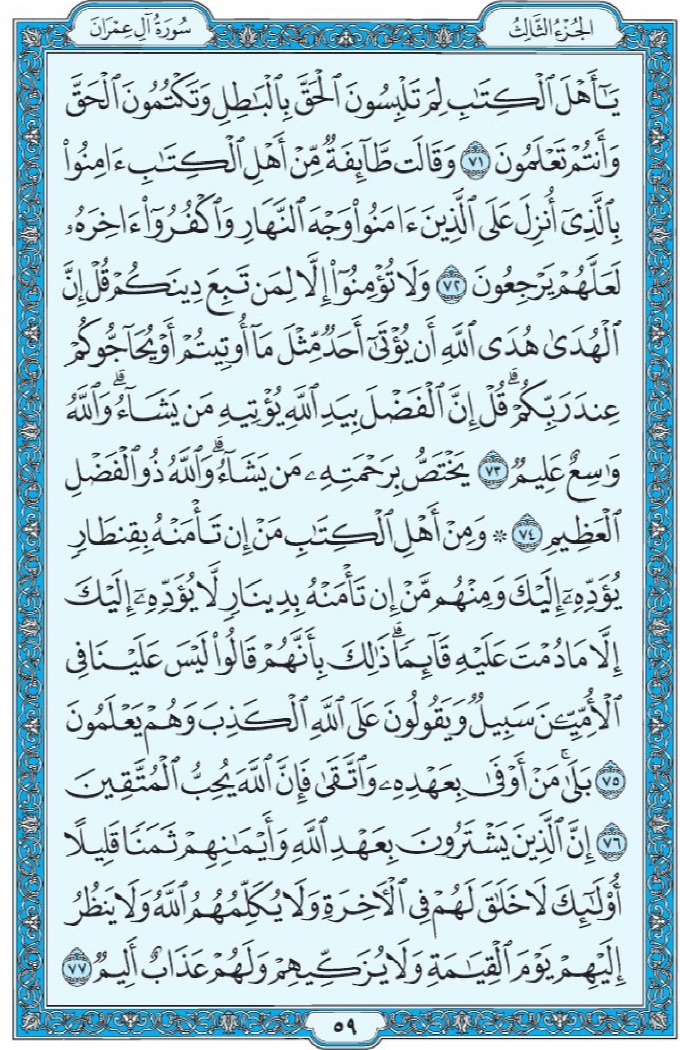 الجُزْءُ الثَّالِثُ
سُورَةُ آلِ عِمْرَانَ
يَٰٓأَهۡلَ ٱلۡكِتَٰبِ لِمَ تَلۡبِسُونَ ٱلۡحَقَّ بِٱلۡبَٰطِلِ وَتَكۡتُمُونَ ٱلۡحَقَّ
وَأَنتُمۡ تَعۡلَمُونَ ٧١ وَقَالَت طَّآئِفَةٞ مِّنۡ أَهۡلِ ٱلۡكِتَٰبِ ءَامِنُواْ
بِٱلَّذِيٓ أُنزِلَ عَلَى ٱلَّذِينَ ءَامَنُواْ وَجۡهَ ٱلنَّهَارِ وَٱكۡفُرُوٓاْ ءَاخِرَهُۥ
لَعَلَّهُمۡ يَرۡجِعُونَ ٧٢ وَلَا تُؤۡمِنُوٓاْ إِلَّا لِمَن تَبِعَ دِينَكُمۡ قُلۡ إِنَّ
ٱلۡهُدَىٰ هُدَى ٱللَّهِ أَن يُؤۡتَىٰٓ أَحَدٞ مِّثۡلَ مَآ أُوتِيتُمۡ أَوۡ يُحَآجُّوكُمۡ
عِندَ رَبِّكُمۡۗ قُلۡ إِنَّ ٱلۡفَضۡلَ بِيَدِ ٱللَّهِ يُؤۡتِيهِ مَن يَشَآءُۗ وَٱللَّهُ
وَٰسِعٌ عَلِيمٞ ٧٣ يَخۡتَصُّ بِرَحۡمَتِهِۦ مَن يَشَآءُۗ وَٱللَّهُ ذُو ٱلۡفَضۡلِ
ٱلۡعَظِيمِ ٧٤ ۞ وَمِنۡ أَهۡلِ ٱلۡكِتَٰبِ مَنۡ إِن تَأۡمَنۡهُ بِقِنطَارٖ
يُؤَدِّهِۦٓ إِلَيۡكَ وَمِنۡهُم مَّنۡ إِن تَأۡمَنۡهُ بِدِينَارٖ لَّا يُؤَدِّهِۦٓ إِلَيۡكَ
إِلَّا مَا دُمۡتَ عَلَيۡهِ قَآئِمٗاۗ ذَٰلِكَ بِأَنَّهُمۡ قَالُواْ لَيۡسَ عَلَيۡنَا فِي
ٱلۡأُمِّيِّـۧنَ سَبِيلٞ وَيَقُولُونَ عَلَى ٱللَّهِ ٱلۡكَذِبَ وَهُمۡ يَعۡلَمُونَ
٧٥ بَلَىٰۚ مَنۡ أَوۡفَىٰ بِعَهۡدِهِۦ وَٱتَّقَىٰ فَإِنَّ ٱللَّهَ يُحِبُّ ٱلۡمُتَّقِينَ
٧٦ إِنَّ ٱلَّذِينَ يَشۡتَرُونَ بِعَهۡدِ ٱللَّهِ وَأَيۡمَٰنِهِمۡ ثَمَنٗا قَلِيلًا
أُوْلَٰٓئِكَ لَا خَلَٰقَ لَهُمۡ فِي ٱلۡأٓخِرَةِ وَلَا يُكَلِّمُهُمُ ٱللَّهُ وَلَا يَنظُرُ
إِلَيۡهِمۡ يَوۡمَ ٱلۡقِيَٰمَةِ وَلَا يُزَكِّيهِمۡ وَلَهُمۡ عَذَابٌ أَلِيمٞ ٧٧
٥٩